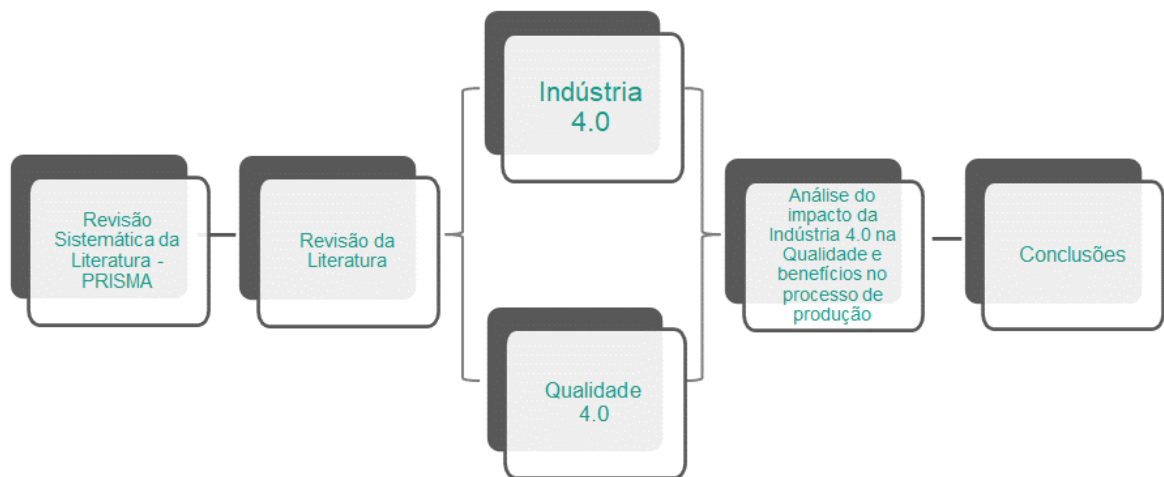 Revisão
Sistemática da
Literatura -
PRISMA
Revisão da
Literatura
Indústria
4.0
Qualidade
4.0
Análise do
impacto da
Indústria 4.0 na
Qualidade e
benefícios no
processo de
produção
Conclusões